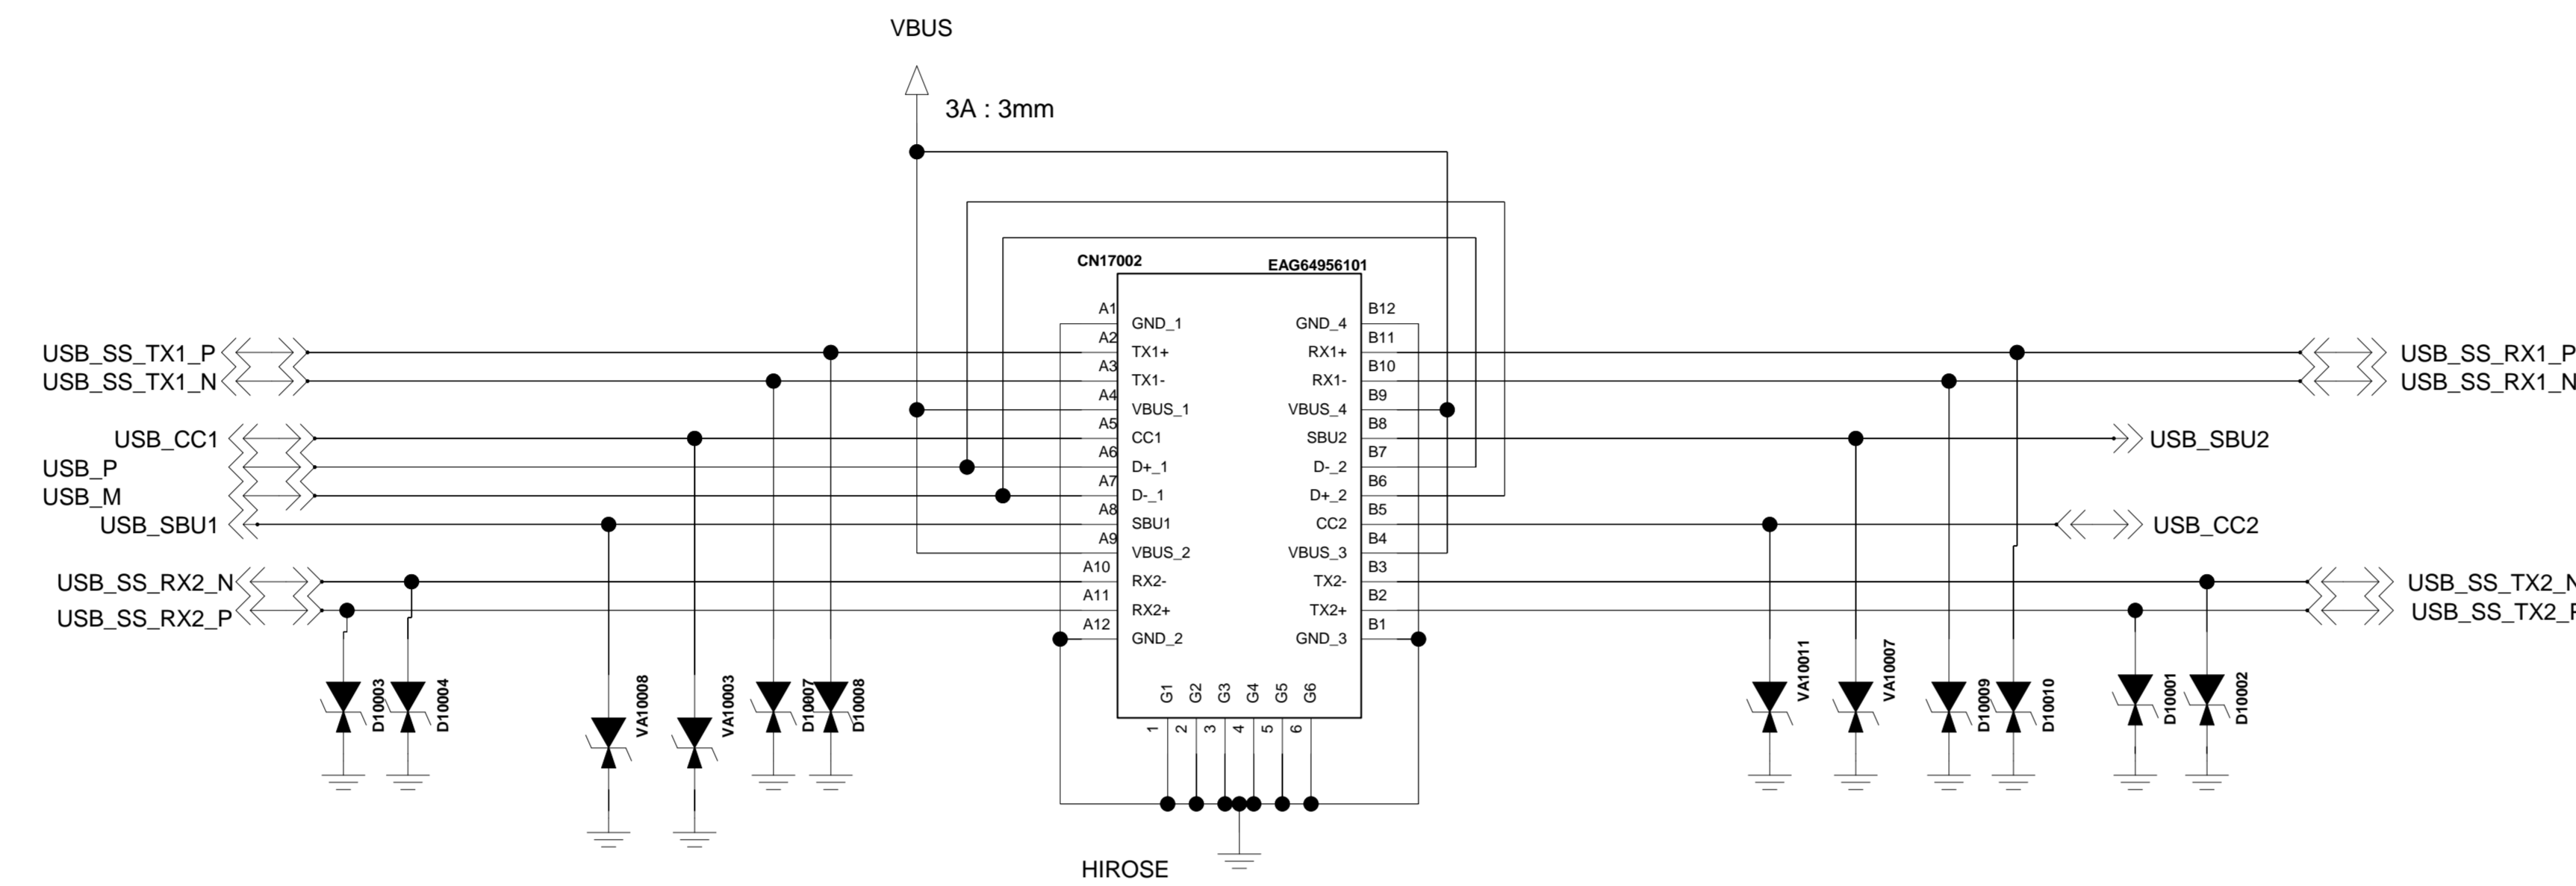 VBUS
3A : 3mm
CN17002
EAG64956101
A1
GND_1
GND_4
B12
USB_SS_TX1_P
A2
TX1+
RX1+
B11
USB_SS_RX1_P
USB_SS_TX1_N
A3
TX1-
RX1-
B10
USB_SS_RX1_N
A4
VBUS_1
VBUS_4
B9
USB_CC1
A5
CC1
SBU2
B8
USB_SBU2
USB_P
A6
D+_1
D-_2
B7
USB_M
A7
D-_1
D+_2
B6
USB_SBU1
A8
SBU1
CC2
B5
USB_CC2
A9
VBUS_2
VBUS_3
B4
USB_SS_RX2_N
A10
RX2-
TX2-
B3
USB_SS_TX2_N
USB_SS_RX2_P
A11
RX2+
TX2+
B2
USB_SS_TX2_P
A12
GND_2
GND_3
B1
D10003
D10004
VA10008
VA10003
D10007
D10008
G1
G2
G3
G4
G5
G6
VA10011
VA10007
D10009
D10010
D10001
D10002
1
2
3
4
5
6
HIROSE